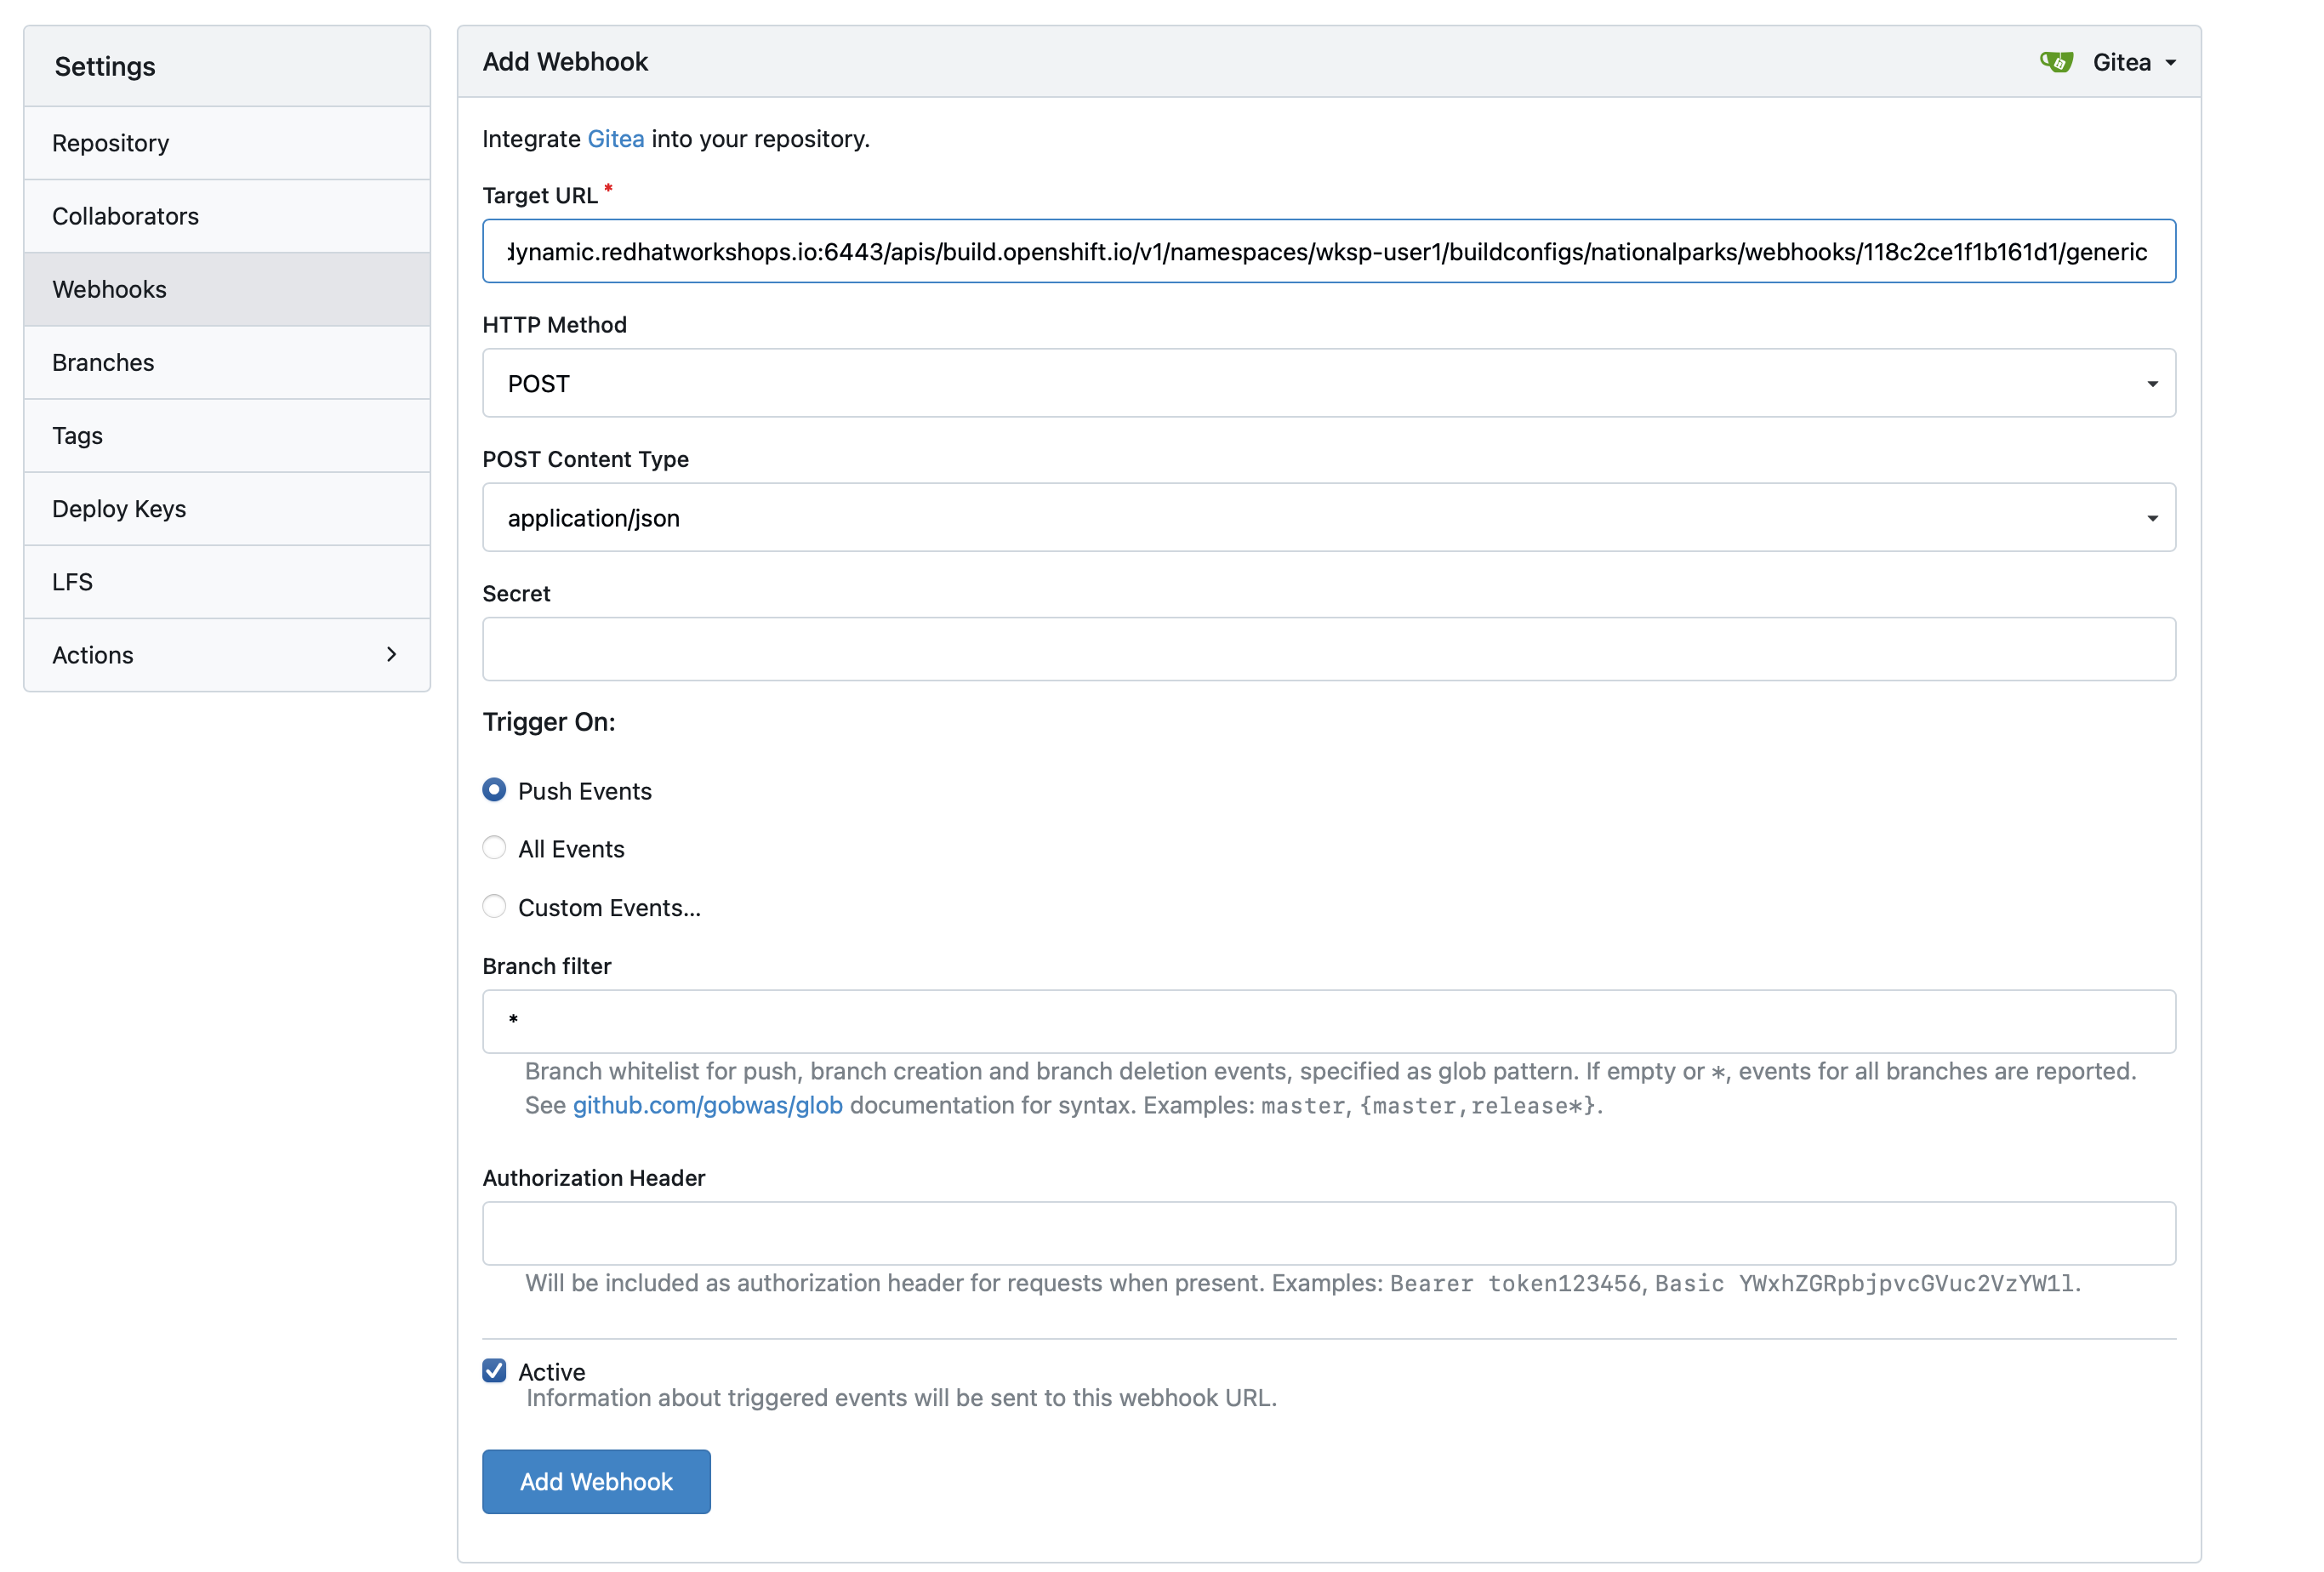 Settings
Repository
Collaborators
Webhooks
Branches
Tags
Deploy Keys
LFS
Actions
Add Webhook
Gitea
Integrate Gitea into your repository.
Target URL *
dynamic.redhatworkshops.io:6443/apis/build.openshift.io/v1/namespaces/wksp-user1/buildconfigs/nationalparks/webhooks/118c2ce1f1b161d1/generic
HTTP Method
POST
POST Content Type
application/json
Secret
Trigger On:
Push Events
All Events
Custom Events...
Branch filter
*
Branch whitelist for push, branch creation and branch deletion events, specified as glob pattern. If empty or *, events for all branches are reported.
See github.com/gobwas/glob documentation for syntax. Examples: master, {master,release*}.
Authorization Header
Will be included as authorization header for requests when present. Examples: Bearer token123456, Basic YWxhZGRpbjpvcGVuc2VzYW1l.
Active
Information about triggered events will be sent to this webhook URL.
Add Webhook